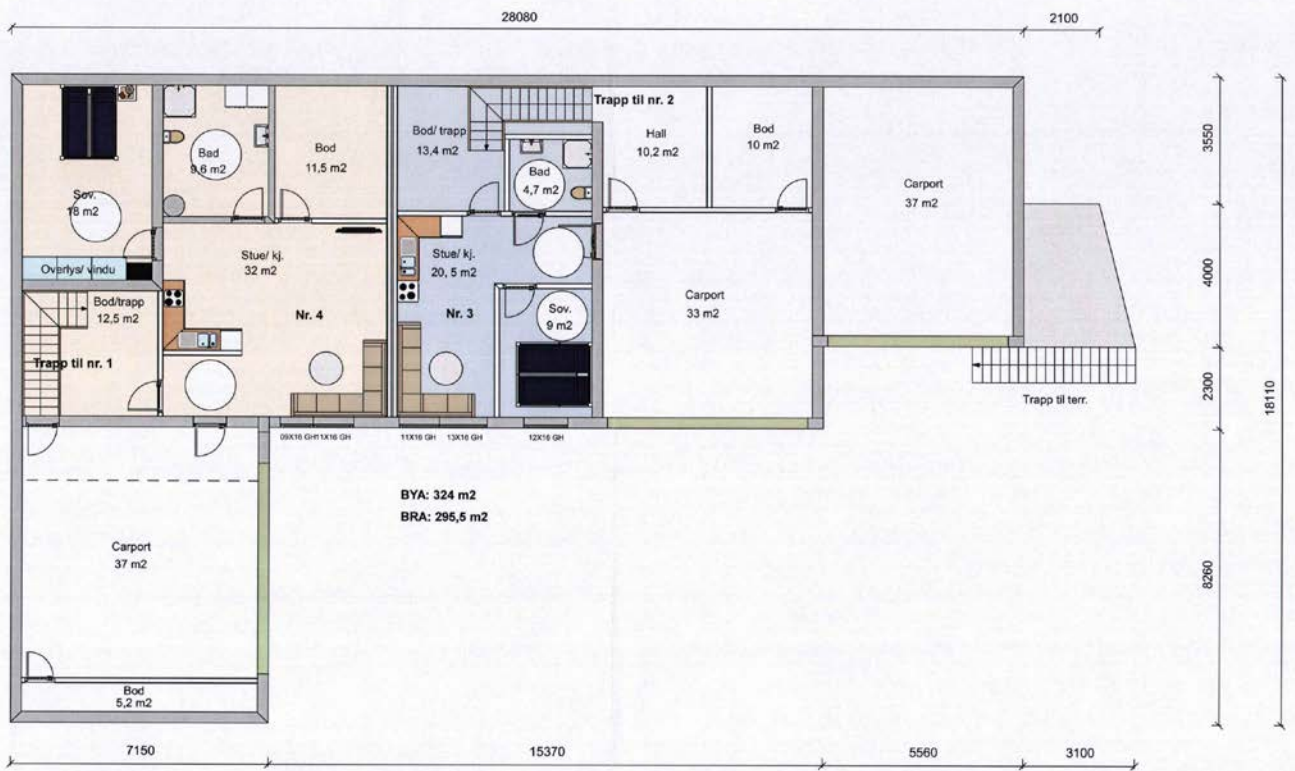 28080
2100
Trapp til nr. 2
Bod/ trapp
13,4 m2
Hall
10,2 m2
Bod
10 m2
Bad
9,6 m2
Bod
11,5 m2
Bad
4,7 m2
Carport
37 m2
Sov.
18 m2
3550
Overlys/ vindu
Stue/ kj.
32 m2
Stue/ kj.
20, 5 m2
4000
Bod/trapp
12,5 m2
Nr. 4
Nr. 3
Sov.
9 m2
Carport
33 m2
Trapp til nr. 1
2300
18110
Trapp til terr.
09X16 GH11X16 GH
11X16 GH
13X16 GH
12X16 GH
BYA: 324 m2
BRA: 295,5 m2
Carport
37 m2
8260
Bod
5,2 m2
7150
15370
5560
3100